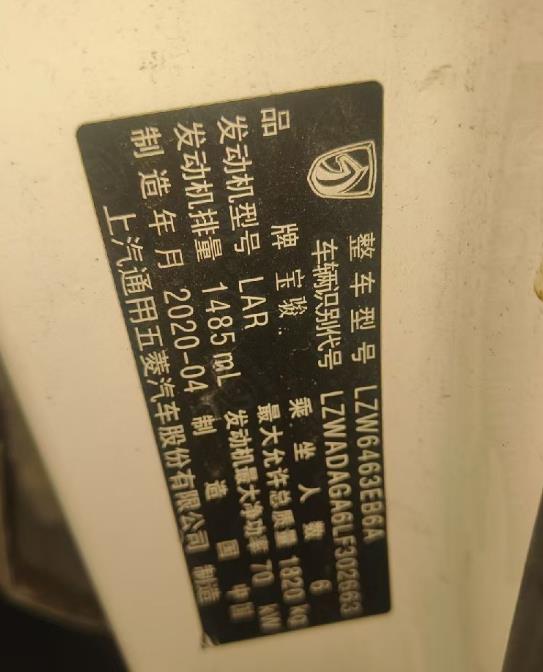 整车型号 LZW6463EB6A
车辆识别代号 LZWADAGA6LF302663
品牌 宝骏 乘坐人数 6
发动机型号 LAR 最大允许总质量 1820 kg
发动机排量 1485 mL 发动机最大净功率 70 kW
制造年月 2020-04 制造国 中国
上汽通用五菱汽车股份有限公司 制造